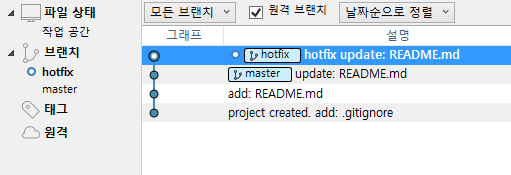 파일 상태
작업 공간
브랜치
hotfix
master
태그
원격
모든 브랜치
원격 브랜치
날짜순으로 정렬
그래프
설명
hotfix hotfix update: README.md
master update: README.md
add: README.md
project created. add: .gitignore